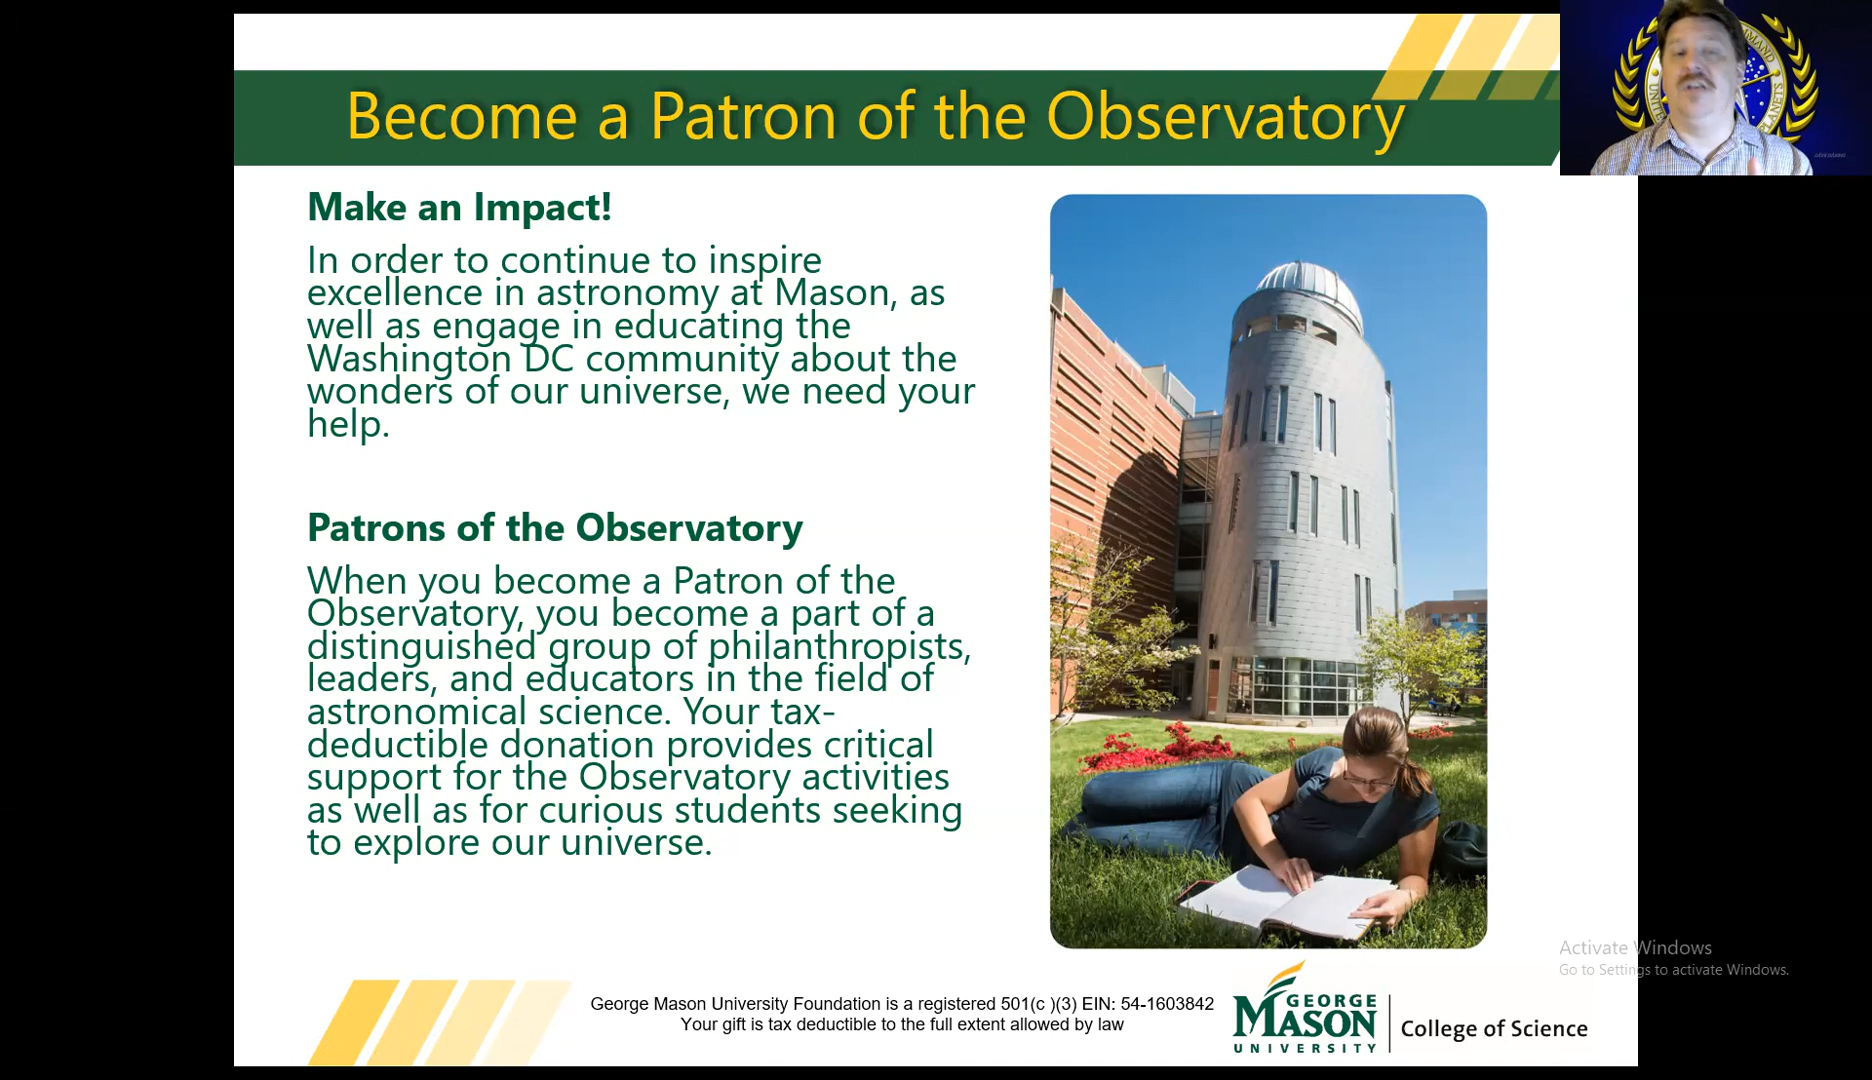 Become a Patron of the Observatory
Make an Impact!
In order to continue to inspire
excellence in astronomy at Mason, as
well as engage in educating the
Washington DC community about the
wonders of our universe, we need your
help.
Patrons of the Observatory
When you become a Patron of the
Observatory, you become a part of a
distinguished group of philanthropists,
leaders, and educators in the field of
astronomical science. Your tax-
deductible donation provides critical
support for the Observatory activities
as well as for curious students seeking
to explore our universe.
George Mason University Foundation is a registered 501(c )(3) EIN: 54-1603842
Your gift is tax deductible to the full extent allowed by law
GEORGE
MASON
UNIVERSITY
College of Science
Activate Windows
Go to Settings to activate Windows.
PLANETS